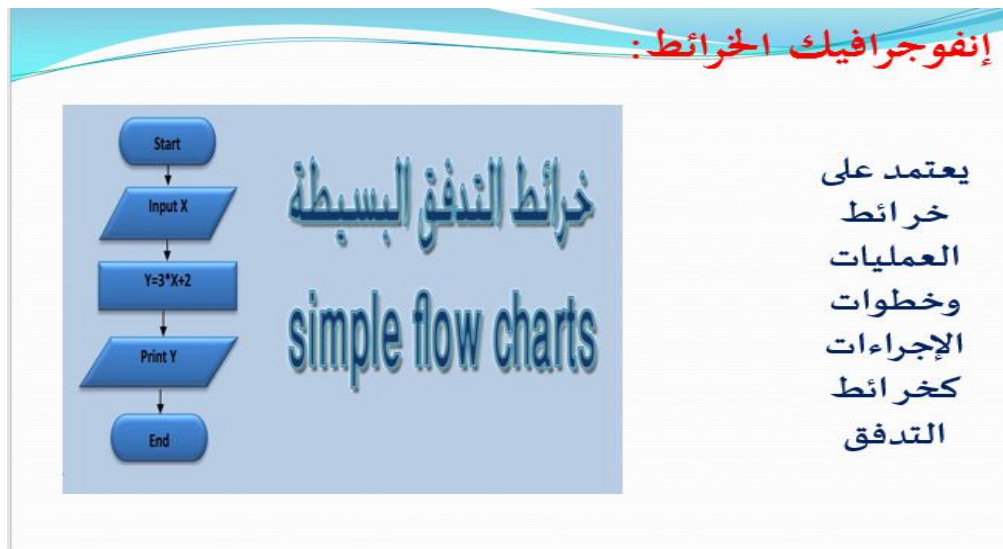 إنفوجرافيك الخرائط:
يعتمد على
خرائط
العمليات
وخطوات
الإجراءات
كخرائط
التدفق
خرائط التدفق البسيطة
simple flow charts
Start
Input X
Y=3*X+2
Print Y
End